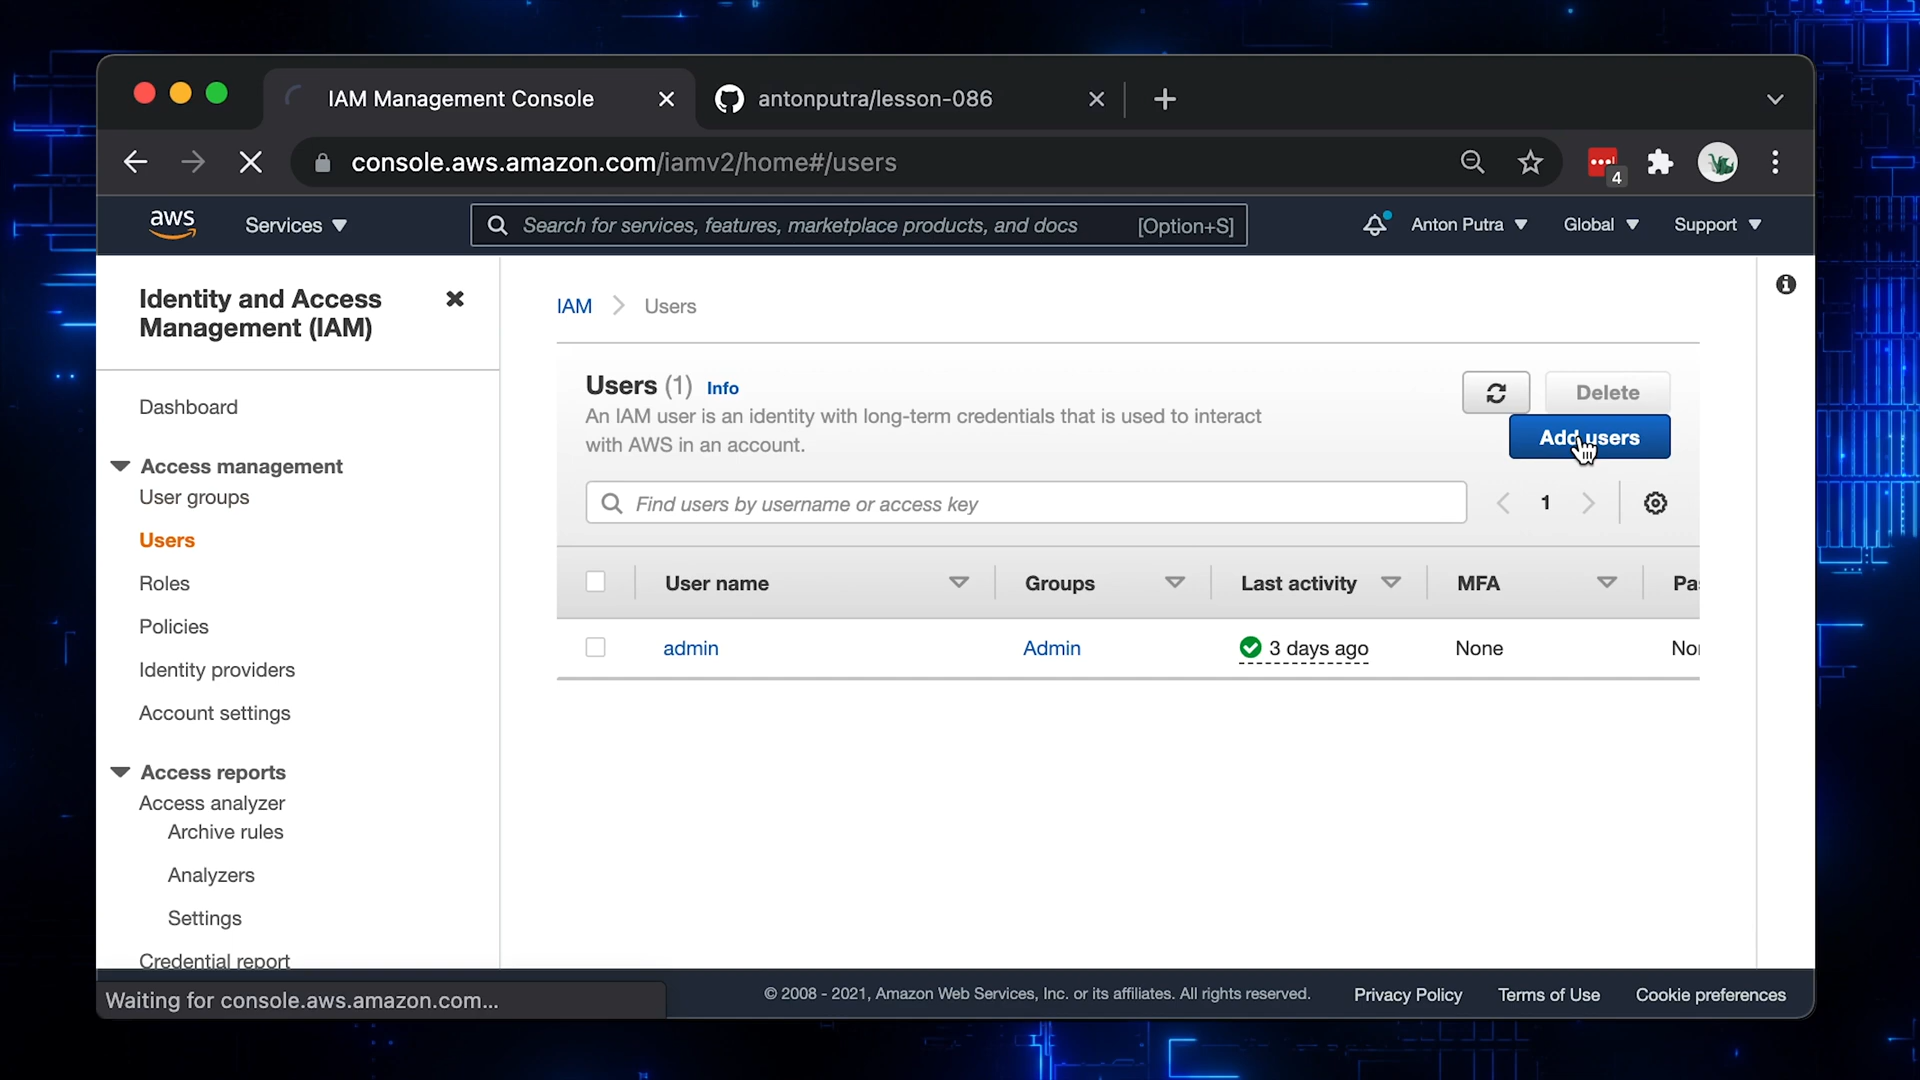 IAM Management Console
antonputra/lesson-086
console.aws.amazon.com/iamv2/home#/users
4
aws
Services
Search for services, features, marketplace products, and docs [Option+S]
Anton Putra
Global
Support
Identity and Access
Management (IAM)
Dashboard
Access management
User groups
Users
Roles
Policies
Identity providers
Account settings
Access reports
Access analyzer
Archive rules
Analyzers
Settings
Credential report
IAM
Users
Users (1) Info
An IAM user is an identity with long-term credentials that is used to interact
with AWS in an account.
Delete
Add users
Find users by username or access key
1
User name Groups Last activity MFA Pa
admin Admin 3 days ago None No
Waiting for console.aws.amazon.com...
© 2008 - 2021, Amazon Web Services, Inc. or its affiliates. All rights reserved.
Privacy Policy
Terms of Use
Cookie preferences